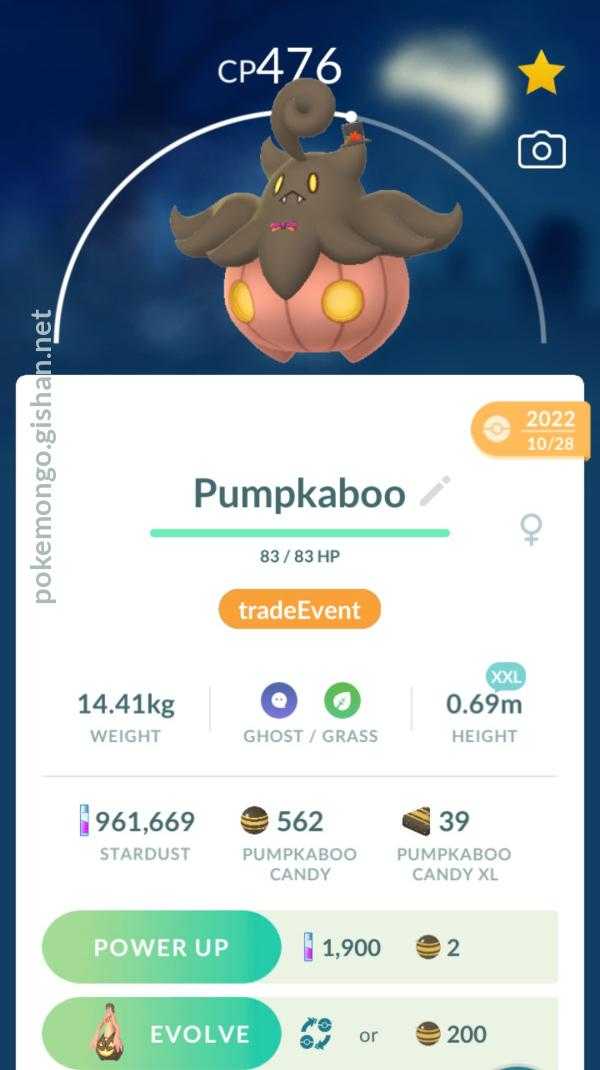 CP476
pokemongo.gishan.net
2022
10/28
Pumpkaboo
83 / 83 HP
tradeEvent
XXL
14.41kg
0.69m
WEIGHT
GHOST / GRASS
HEIGHT
961,669
562
39
STARDUST
PUMPKABOO
CANDY
PUMPKABOO
CANDY XL
POWER UP
1,900
2
EVOLVE
or
200